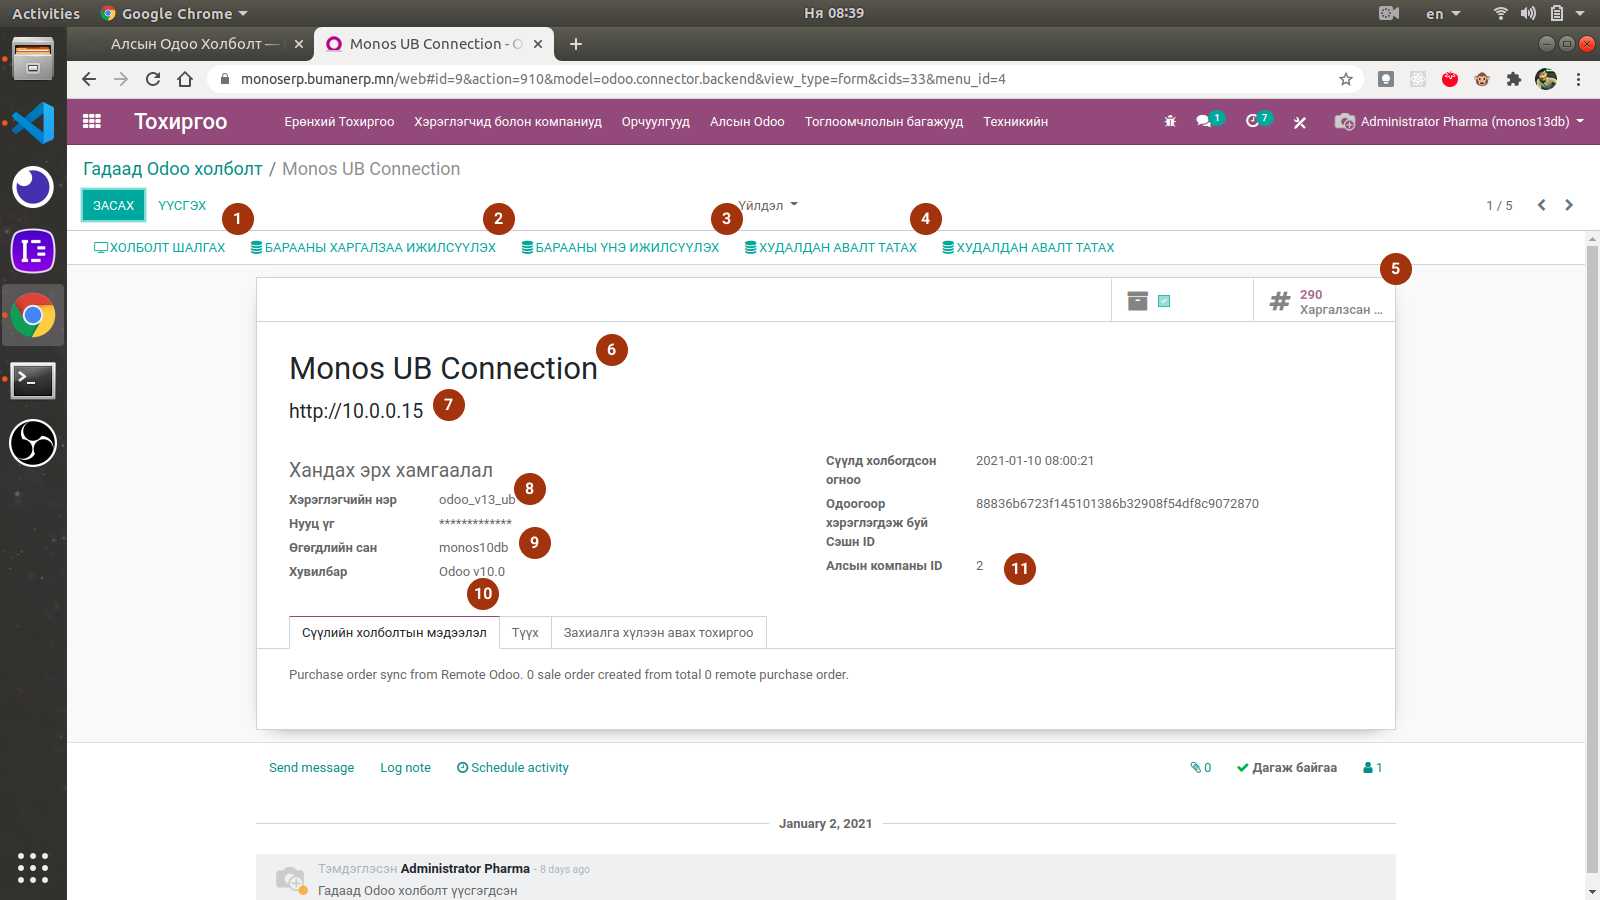 Activities
Google Chrome
Ня 08:39
en
Алсын Одоо Холболт —
Monos UB Connection - O
monoserp.bumanerp.mn/web#id=9&action=910&model=odoo.connector.backend&view_type=form&cids=33&menu_id=4
Тохиргоо
Ерөнхий Тохиргоо
Хэрэглэгчид болон компаниуд
Орчуулгууд
Алсын Odoo
Тоглоомчлолын багажууд
Техникийн
1
7
Administrator Pharma (monos13db)
Гадаад Odoo холболт / Monos UB Connection
ЗАСАХ
ҮҮСГЭХ
Үйлдэл
1 / 5
1
2
3
4
ХОЛБОЛТ ШАЛГАХ
БАРААНЫ ХАРГАЛЗАА ИЖИЛСҮҮЛЭХ
БАРААНЫ ҮНЭ ИЖИЛСҮҮЛЭХ
ХУДАЛДАН АВАЛТ ТАТАХ
ХУДАЛДАН АВАЛТ ТАТАХ
5
290
Харгалзсан ...
Monos UB Connection
6
http://10.0.0.15
7
Хандах эрх хамгаалал
Хэрэглэгчийн нэр odoo_v13_ub
8
Нууц үг *************
Өгөгдлийн сан monos10db
9
Хувилбар Odoo v10.0
10
Сүүлд холбогдсон огноо 2021-01-10 08:00:21
Одоогоор хэрэглэгдэж буй Сэшн ID 88836b6723f145101386b32908f54df8c9072870
Алсын компаны ID 2
11
Сүүлийн холболтын мэдээлэл
Түүх
Захиалга хүлээн авах тохиргоо
Purchase order sync from Remote Odoo. 0 sale order created from total 0 remote purchase order.
Send message
Log note
Schedule activity
0
Дагаж байгаа
1
January 2, 2021
Тэмдэглэсэн Administrator Pharma - 8 days ago
Гадаад Odoo холболт үүсгэгдсэн